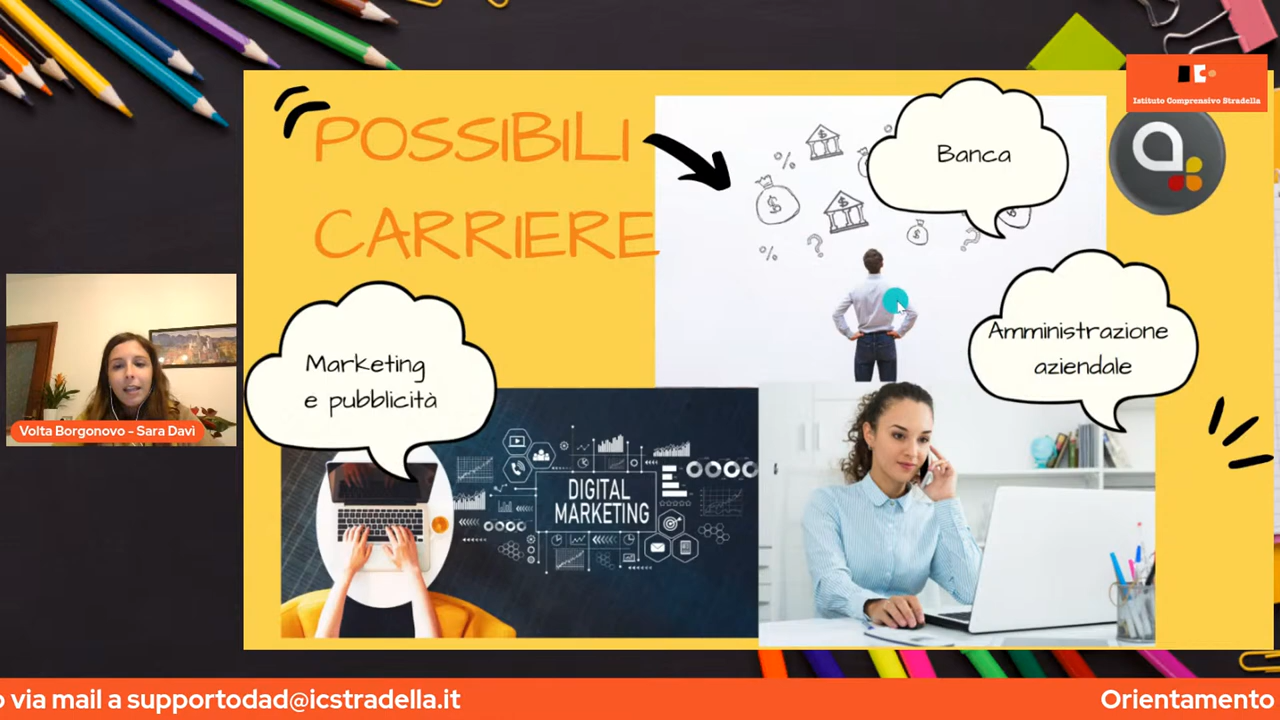 POSSIBILI
CARRIERE
Banca
Istituto Comprensivo Stradella
Amministrazione
aziendale
Marketing
e pubblicità
DIGITAL
MARKETING
Volta Borgonovo - Sara Davì
o via mail a supportodad@icstradella.it
Orientamento